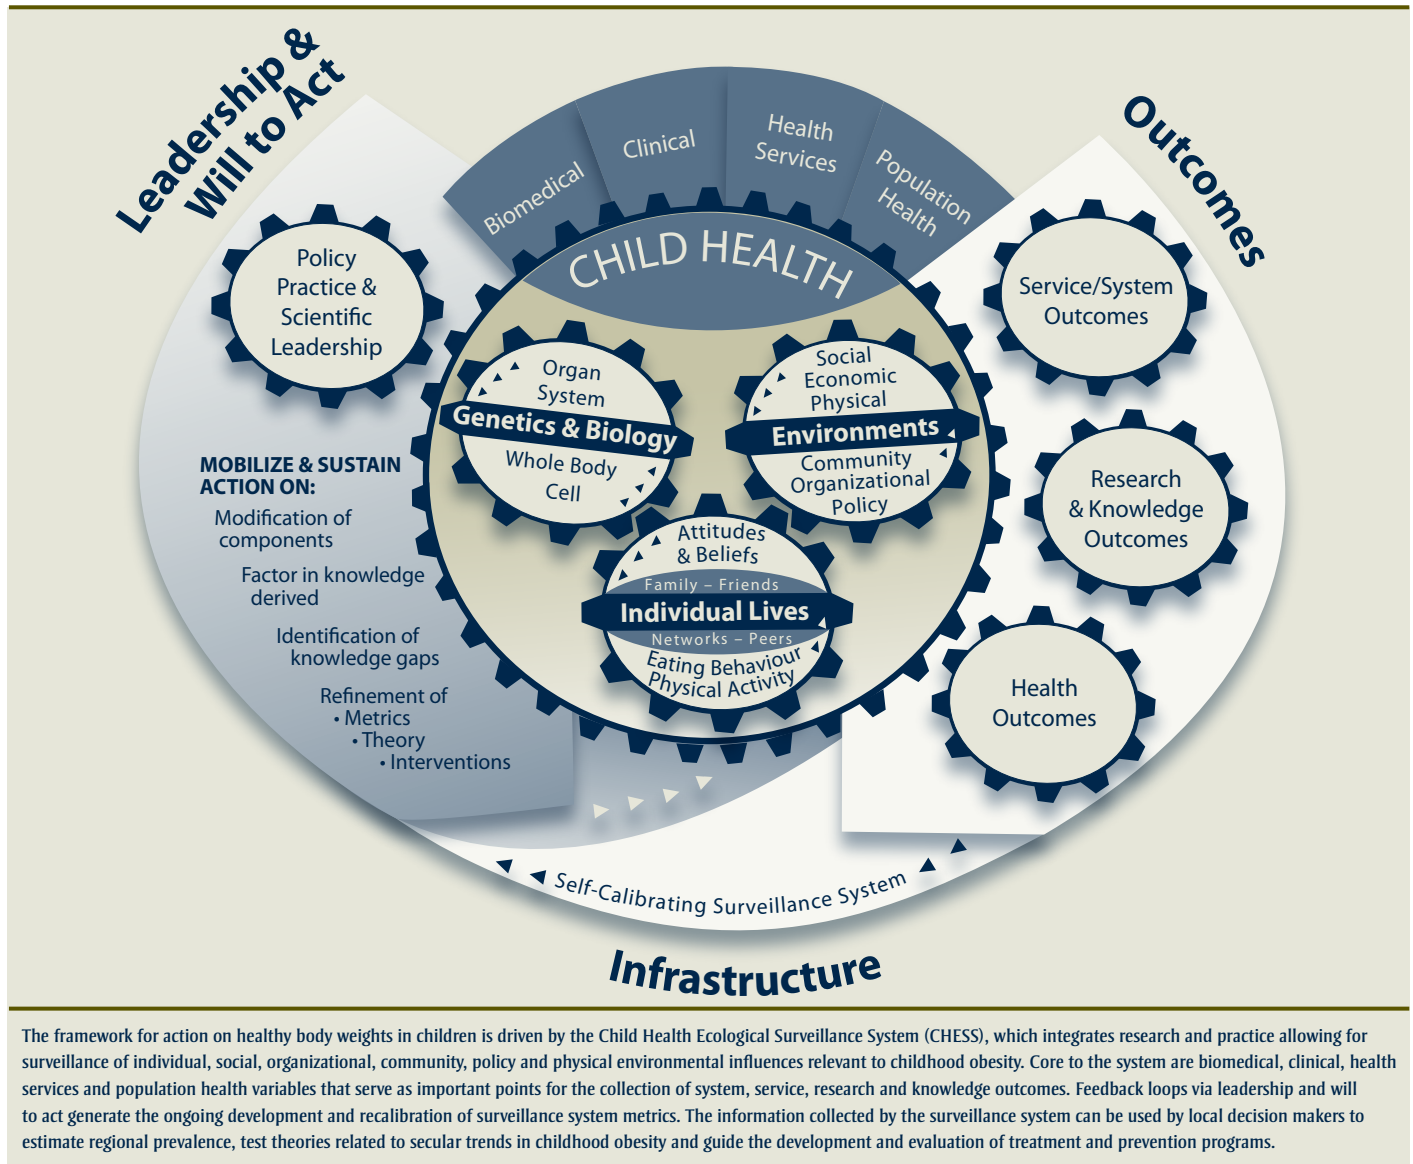 Leadership &
Will to Act
Outcomes
Biomedical
Clinical
Health
Services
Population
Health
CHILD HEALTH
Policy
Practice &
Scientific
Leadership
MOBILIZE & SUSTAIN
ACTION ON:
Modification of
components
Factor in knowledge
derived
Identification of
knowledge gaps
Refinement of
• Metrics
• Theory
• Interventions
Organ
System
Genetics & Biology
Whole Body
Cell
Social
Economic
Physical
Environments
Community
Organizational
Policy
Attitudes
& Beliefs
Family – Friends
Individual Lives
Networks – Peers
Eating Behaviour
Physical Activity
Service/System
Outcomes
Research
& Knowledge
Outcomes
Health
Outcomes
Self-Calibrating Surveillance System
Infrastructure
The framework for action on healthy body weights in children is driven by the Child Health Ecological Surveillance System (CHESS), which integrates research and practice allowing for
surveillance of individual, social, organizational, community, policy and physical environmental influences relevant to childhood obesity. Core to the system are biomedical, clinical, health
services and population health variables that serve as important points for the collection of system, service, research and knowledge outcomes. Feedback loops via leadership and will
to act generate the ongoing development and recalibration of surveillance system metrics. The information collected by the surveillance system can be used by local decision makers to
estimate regional prevalence, test theories related to secular trends in childhood obesity and guide the development and evaluation of treatment and prevention programs.